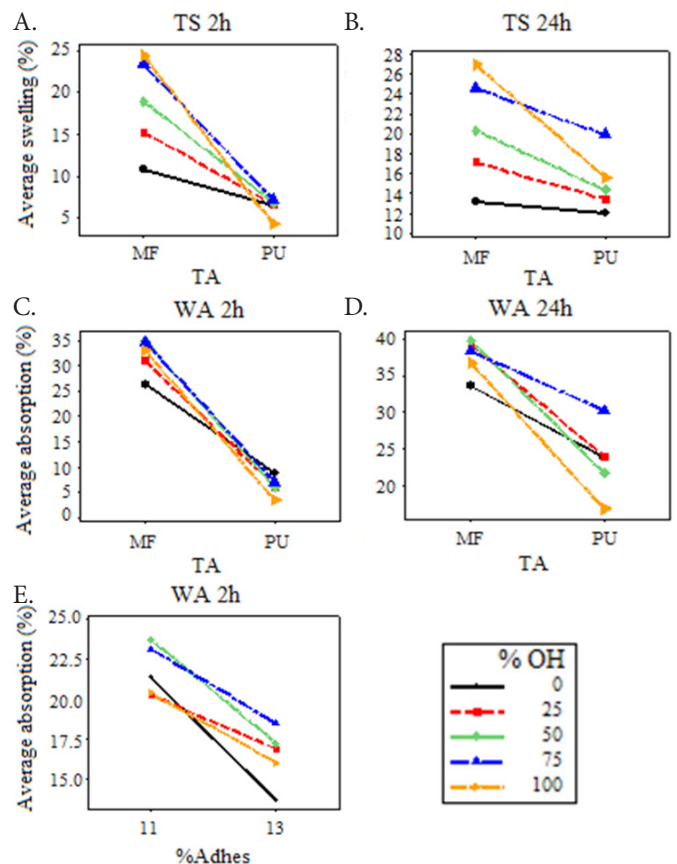 A.
TS 2h
Average swelling (%)
25
20
15
10
5
MF
PU
TA
B.
TS 24h
28
26
24
22
20
18
16
14
12
10
MF
PU
TA
C.
WA 2h
Average absorption (%)
35
30
25
20
15
10
5
0
MF
PU
TA
D.
WA 24h
40
35
30
25
20
MF
PU
TA
E.
WA 2h
Average absorption (%)
25.0
22.5
20.0
17.5
15.0
11
13
%Adhes
% OH
0
25
50
75
100